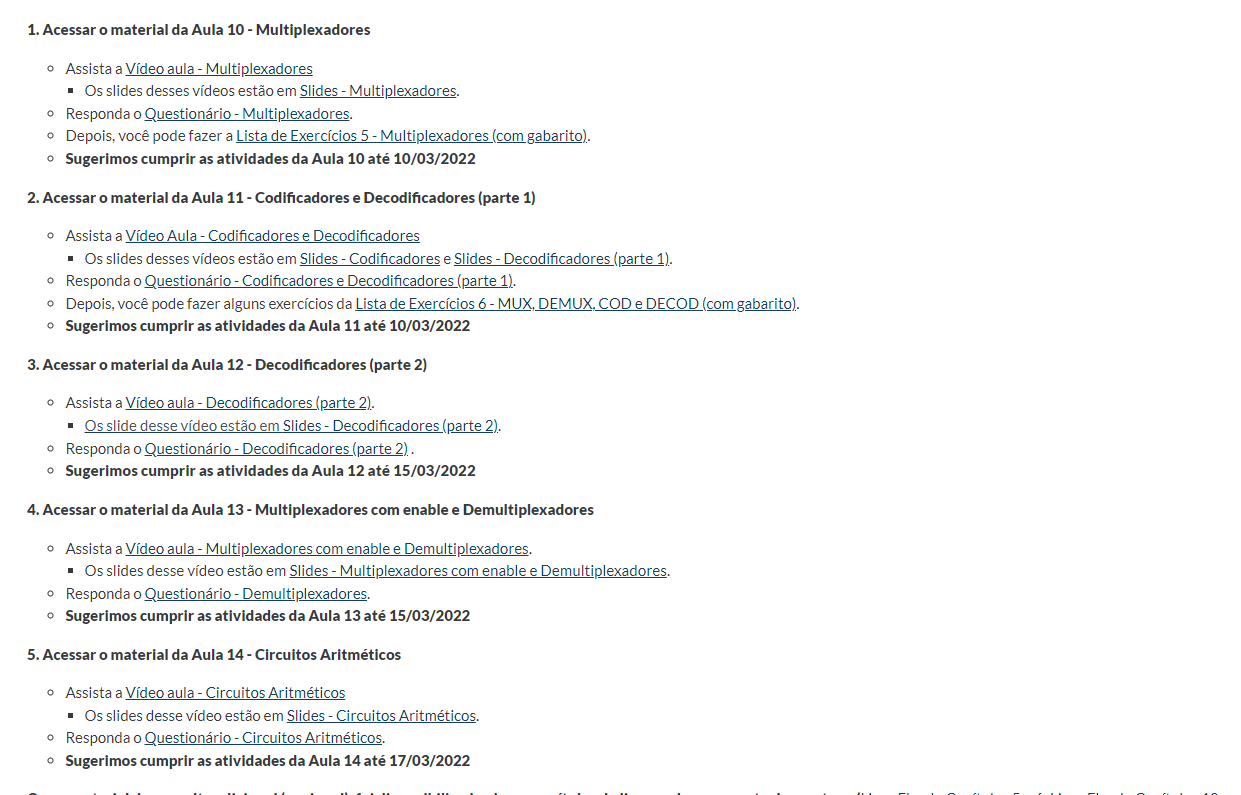 1. Acessar o material da Aula 10 - Multiplexadores
Assista a Vídeo aula - Multiplexadores
Os slides desses vídeos estão em Slides - Multiplexadores.
Responda o Questionário - Multiplexadores.
Depois, você pode fazer a Lista de Exercícios 5 - Multiplexadores (com gabarito).
Sugerimos cumprir as atividades da Aula 10 até 10/03/2022
2. Acessar o material da Aula 11 - Codificadores e Decodificadores (parte 1)
Assista a Vídeo Aula - Codificadores e Decodificadores
Os slides desses vídeos estão em Slides - Codificadores e Slides - Decodificadores (parte 1).
Responda o Questionário - Codificadores e Decodificadores (parte 1).
Depois, você pode fazer alguns exercícios da Lista de Exercícios 6 - MUX, DEMUX, COD e DECOD (com gabarito).
Sugerimos cumprir as atividades da Aula 11 até 10/03/2022
3. Acessar o material da Aula 12 - Decodificadores (parte 2)
Assista a Vídeo aula - Decodificadores (parte 2).
Os slide desse vídeo estão em Slides - Decodificadores (parte 2).
Responda o Questionário - Decodificadores (parte 2) .
Sugerimos cumprir as atividades da Aula 12 até 15/03/2022
4. Acessar o material da Aula 13 - Multiplexadores com enable e Demultiplexadores
Assista a Vídeo aula - Multiplexadores com enable e Demultiplexadores.
Os slides desse vídeo estão em Slides - Multiplexadores com enable e Demultiplexadores.
Responda o Questionário - Demultiplexadores.
Sugerimos cumprir as atividades da Aula 13 até 15/03/2022
5. Acessar o material da Aula 14 - Circuitos Aritméticos
Assista a Vídeo aula - Circuitos Aritméticos
Os slides desse vídeo estão em Slides - Circuitos Aritméticos.
Responda o Questionário - Circuitos Aritméticos.
Sugerimos cumprir as atividades da Aula 14 até 17/03/2022